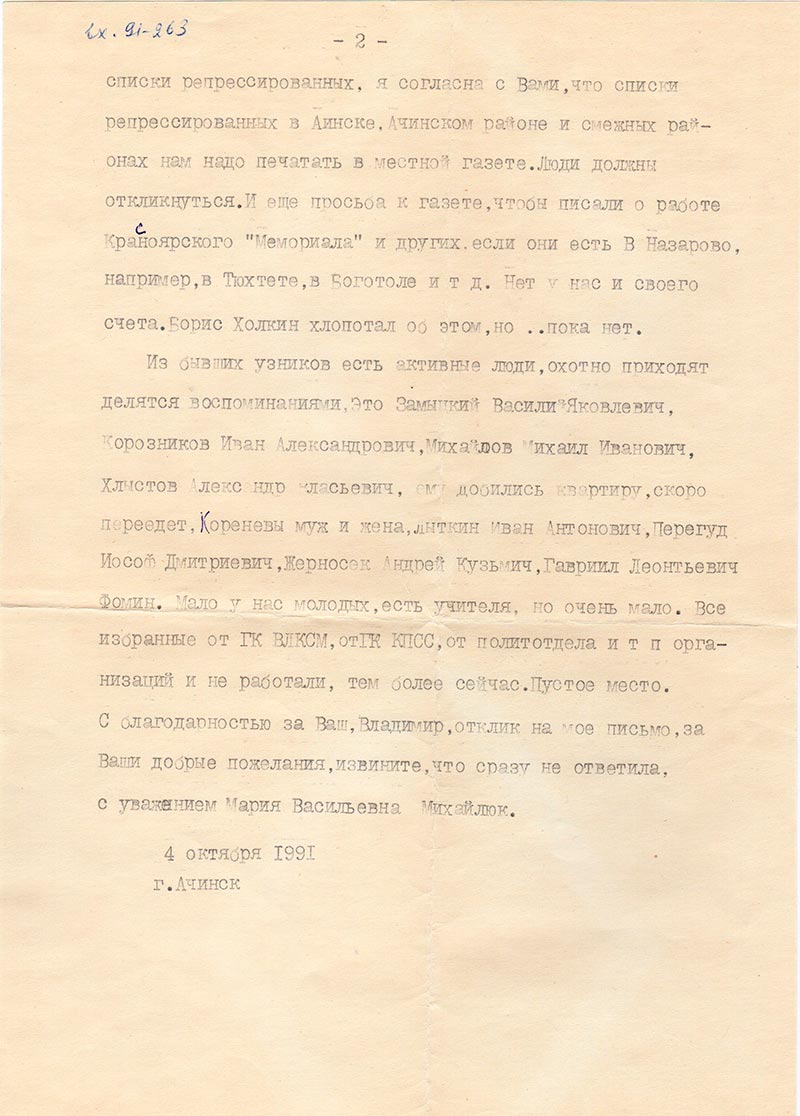 Вх. 91-263
- 2 -
списки репрессированных, я согласна с Вами,что списки
репрессированных в Аинске,Ачинском районе и смежных рай-
онах нам надо печатать в местной газете.Люди должны
откликнуться.И еще просьба к газете,чтобы писали о работе
Красноярского "Мемориала" и других.если они есть В Назарово,
например,в Тюхтете,в Боготоле и т д. Нет у нас и своего
счета.Борис Холкин хлопотал об этом,но ..пока нет.
Из бывших узников есть активные люди,охотно приходят
делятся воспоминаниями.Это Замыцкий Васили Яковлевич,
Корозников Иван Александрович,Михайлов Михаил Иванович,
Хлыстов Александр Власьевич, ему добились квартиру,скоро
переедет,Кореневы муж и жена,Лыткин Иван Антонович,Перегуд
Иософ Дмитриевич,Жерносек Андрей Кузьмич,Гавриил Леонтьевич
Фомин. Мало у нас молодых,есть учителя, но очень мало. Все
избранные от ГК ВЛКСМ,отГК КПСС,от политотдела и т п орга-
низаций и не работали, тем более сейчас.Пустое место.
С благодарностью за Ваш,Владимир,отклик на мое письмо,за
Ваши добрые пожелания,извините,что сразу не ответила,
с уважением Мария Васильевна Михайлюк.
4 октября 1991
г.Ачинск